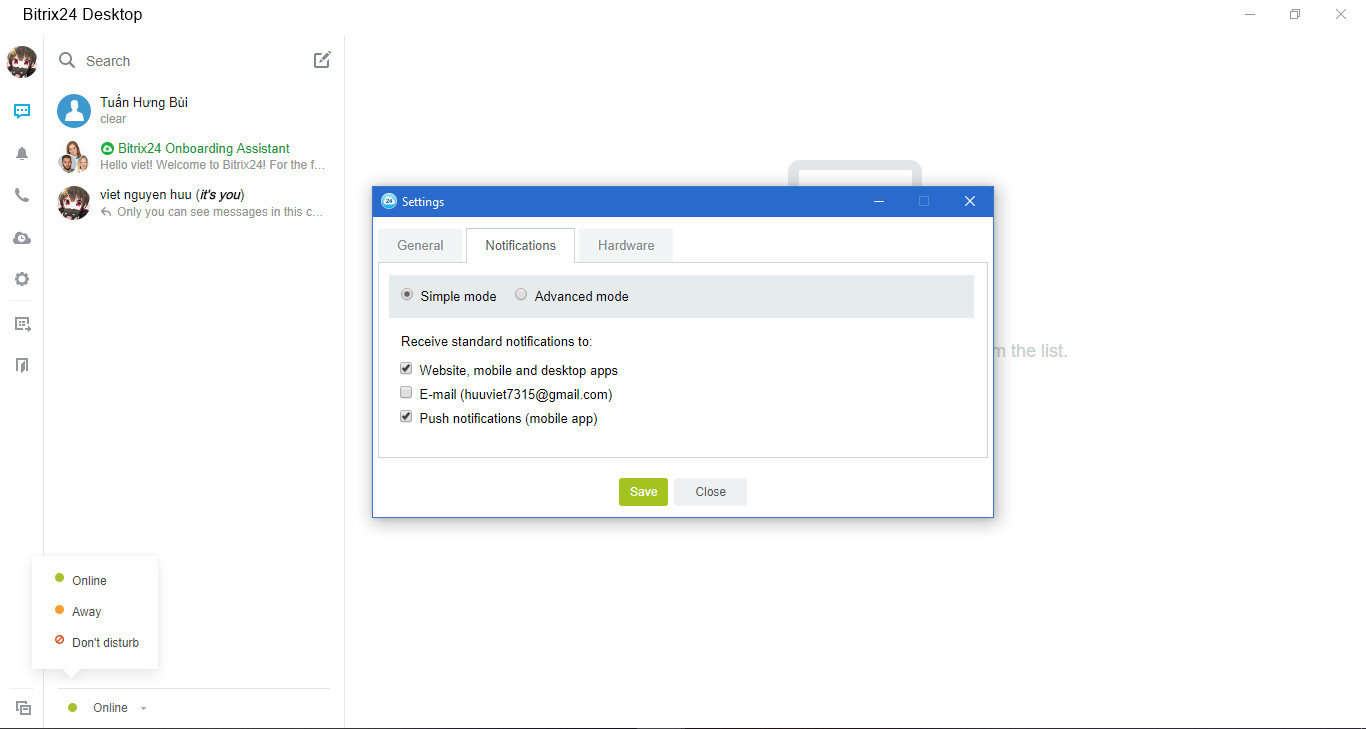 Bitrix24 Desktop
Search
Tuấn Hưng Bùi
clear
Bitrix24 Onboarding Assistant
Hello viet! Welcome to Bitrix24! For the f...
viet nguyen huu (it's you)
Only you can see messages in this c...
24 Settings
General Notifications Hardware
Simple mode Advanced mode
Receive standard notifications to:
Website, mobile and desktop apps
E-mail (huuviet7315@gmail.com)
Push notifications (mobile app)
Save Close
the list.
Online
Away
Don't disturb
Online